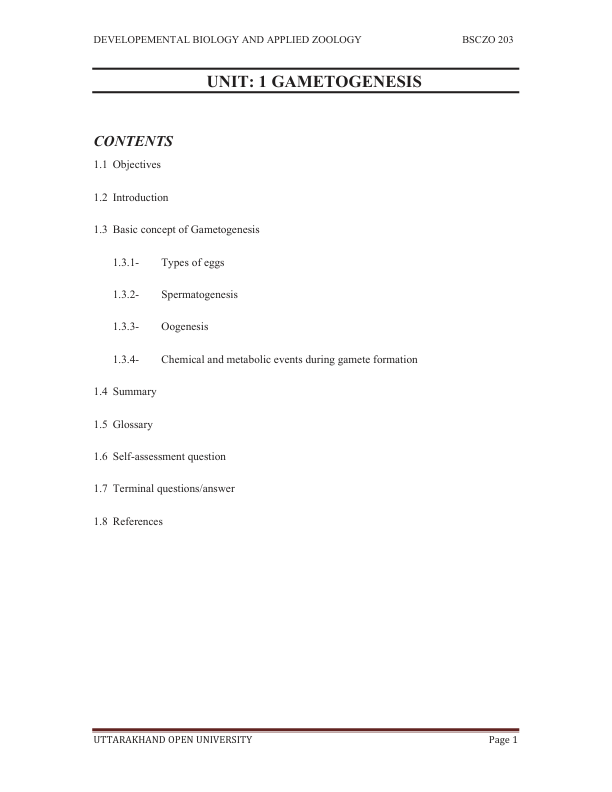 DEVELOPEMENTAL BIOLOGY AND APPLIED ZOOLOGY BSCZO 203
UNIT: 1 GAMETOGENESIS
CONTENTS
1.1 Objectives
1.2 Introduction
1.3 Basic concept of Gametogenesis
1.3.1- Types of eggs
1.3.2- Spermatogenesis
1.3.3- Oogenesis
1.3.4- Chemical and metabolic events during gamete formation
1.4 Summary
1.5 Glossary
1.6 Self-assessment question
1.7 Terminal questions/answer
1.8 References
UTTARAKHAND OPEN UNIVERSITY Page 1